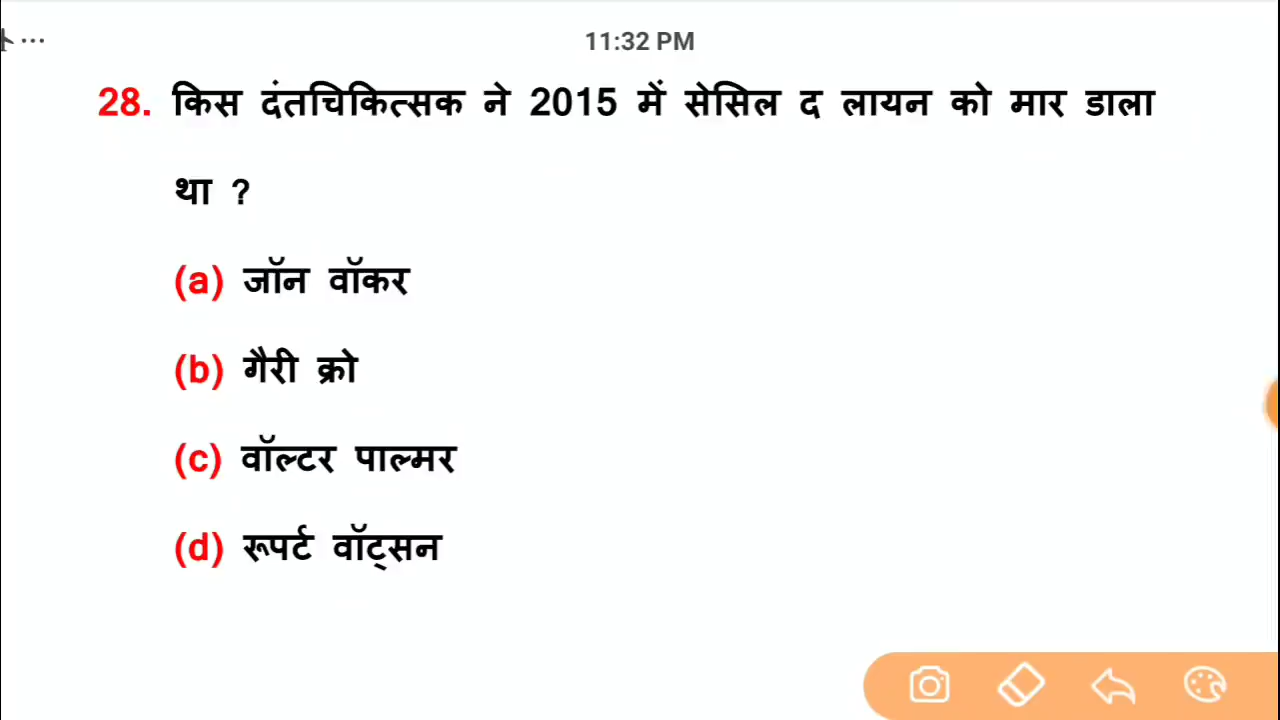 ...
11:32 PM
28. किस दंतचिकित्सक ने 2015 में सेसिल द लायन को मार डाला
था ?
(a) जॉन वॉकर
(b) गैरी क्रो
(c) वॉल्टर पाल्मर
(d) रूपर्ट वॉट्सन